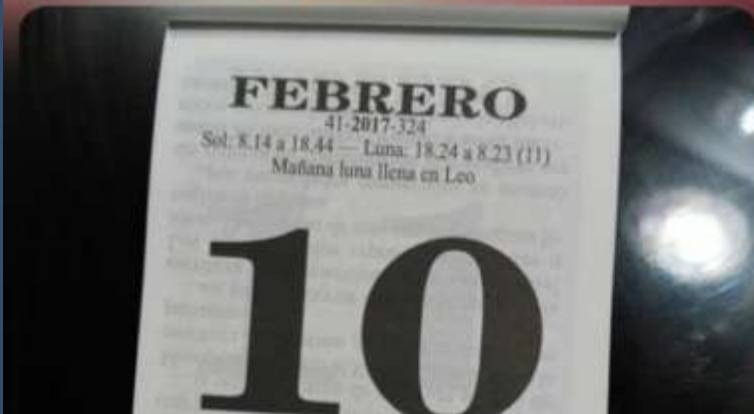 FEBRERO
41-2017-324
Sol: 8.14 a 18.44 — Luna: 18.24 a 8.23 (11)
Mañana luna llena en Leo
10